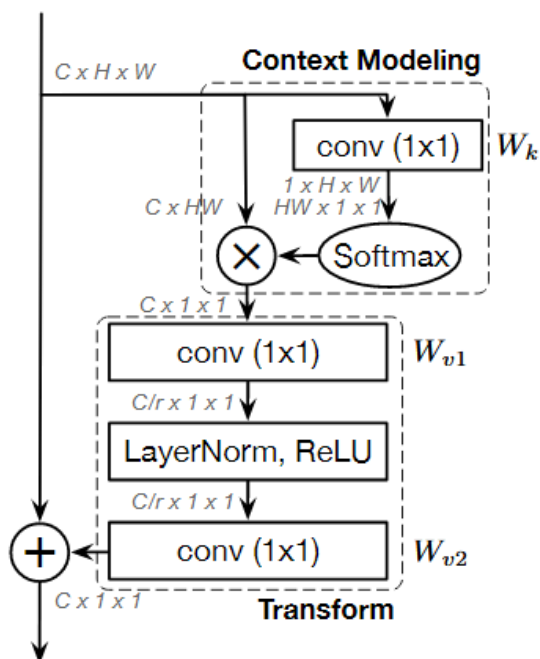 Context Modeling
C x H x W
conv (1x1) W_k
1 x H x W
C x HW HW x 1 x 1
× Softmax
C x 1 x 1
conv (1x1) W_v1
C/r x 1 x 1
LayerNorm, ReLU
C/r x 1 x 1
+ conv (1x1) W_v2
C x 1 x 1
Transform